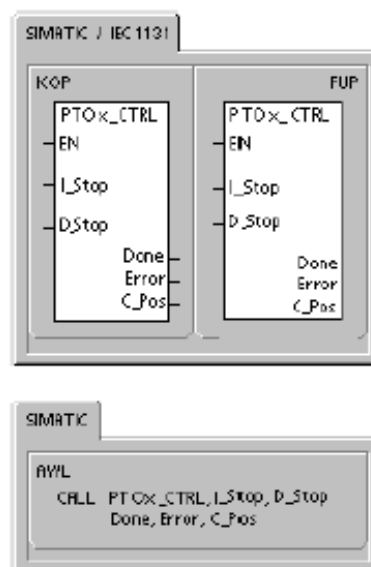 SIMATIC / IEC 1131
KOP
FUP
PTOx_CTRL
EN
I_Stop
D_Stop
Done
Error
C_Pos
PTOx_CTRL
EN
I_Stop
D_Stop
Done
Error
C_Pos
SIMATIC
AWL
CALL PTOx_CTRL, I_Stop, D_Stop
Done, Error, C_Pos